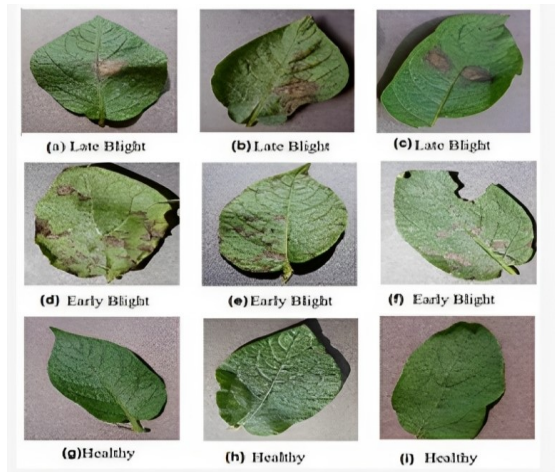 (a) Late Blight
(b) Late Blight
(c) Late Blight
(d) Early Blight
(e) Early Blight
(f) Early Blight
(g) Healthy
(h) Healthy
(i) Healthy